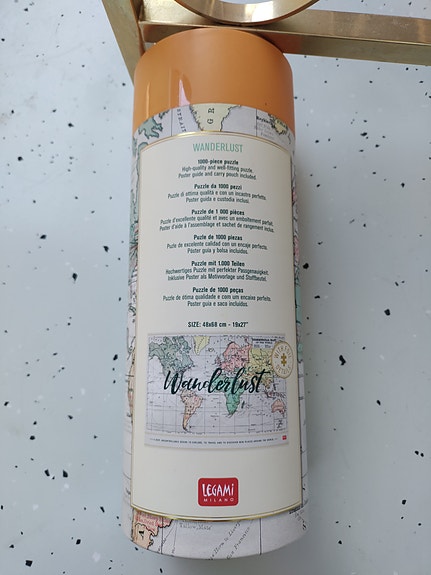 WANDERLUST
1000-piece puzzle
High-quality and well-fitting puzzle.
Poster guide and carry pouch included.
Puzzle da 1000 pezzi
Puzzle di ottima qualità e con un incastro perfetto.
Poster guida e custodia inclusi.
Puzzle de 1 000 pièces
Puzzle d'excellente qualité et avec un emboîtement parfait.
Poster d'aide à l'assemblage et sachet de rangement inclus.
Puzle de 1000 piezas
Puzle de excelente calidad con un encaje perfecto.
Póster guía y bolsa incluidos.
Puzzle mit 1.000 Teilen
Hochwertiges Puzzle mit perfekter Passgenauigkeit.
Inklusive Poster als Motivvorlage und Stoffbeutel.
Puzzle de 1000 peças
Puzzle de ótima qualidade e com um encaixe perfeito.
Poster guia e saco incluídos.
SIZE: 48x68 cm - 19x27"
Wanderlust
LEGAMI
MILANO